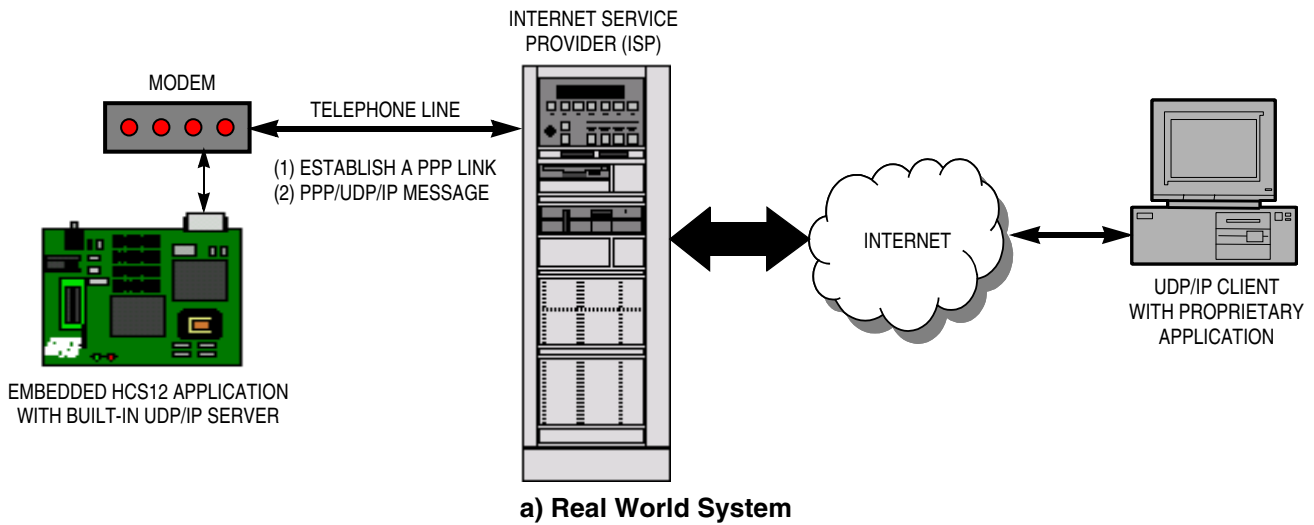 INTERNET SERVICE
PROVIDER (ISP)
MODEM
TELEPHONE LINE
(1) ESTABLISH A PPP LINK
(2) PPP/UDP/IP MESSAGE
INTERNET
UDP/IP CLIENT
WITH PROPRIETARY
APPLICATION
EMBEDDED HCS12 APPLICATION
WITH BUILT-IN UDP/IP SERVER
a) Real World System